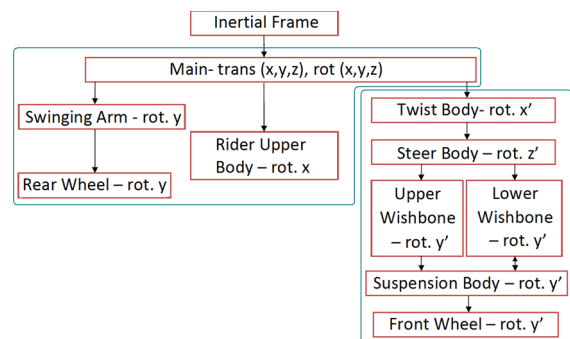 Inertial Frame
Main- trans (x,y,z), rot (x,y,z)
Swinging Arm - rot. y
Rider Upper
Body – rot. x
Rear Wheel – rot. y
Twist Body- rot. x’
Steer Body – rot. z’
Upper
Wishbone
– rot. y’
Lower
Wishbone
– rot. y’
Suspension Body – rot. y’
Front Wheel – rot. y’